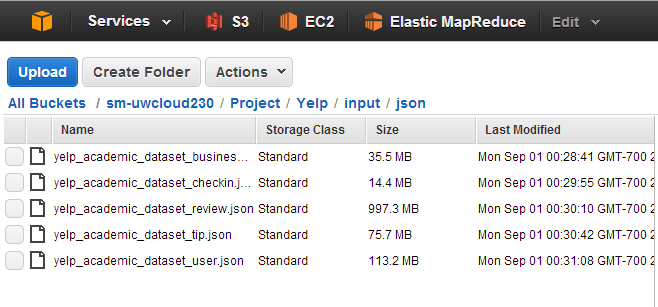 Services S3 EC2 Elastic MapReduce Edit
Upload Create Folder Actions
All Buckets / sm-uwcloud230 / Project / Yelp / input / json
Name Storage Class Size Last Modified
yelp_academic_dataset_busines... Standard 35.5 MB Mon Sep 01 00:28:41 GMT-700 2
yelp_academic_dataset_checkin.j... Standard 14.4 MB Mon Sep 01 00:29:55 GMT-700 2
yelp_academic_dataset_review.json Standard 997.3 MB Mon Sep 01 00:30:10 GMT-700 2
yelp_academic_dataset_tip.json Standard 75.7 MB Mon Sep 01 00:30:42 GMT-700 2
yelp_academic_dataset_user.json Standard 113.2 MB Mon Sep 01 00:31:08 GMT-700 2